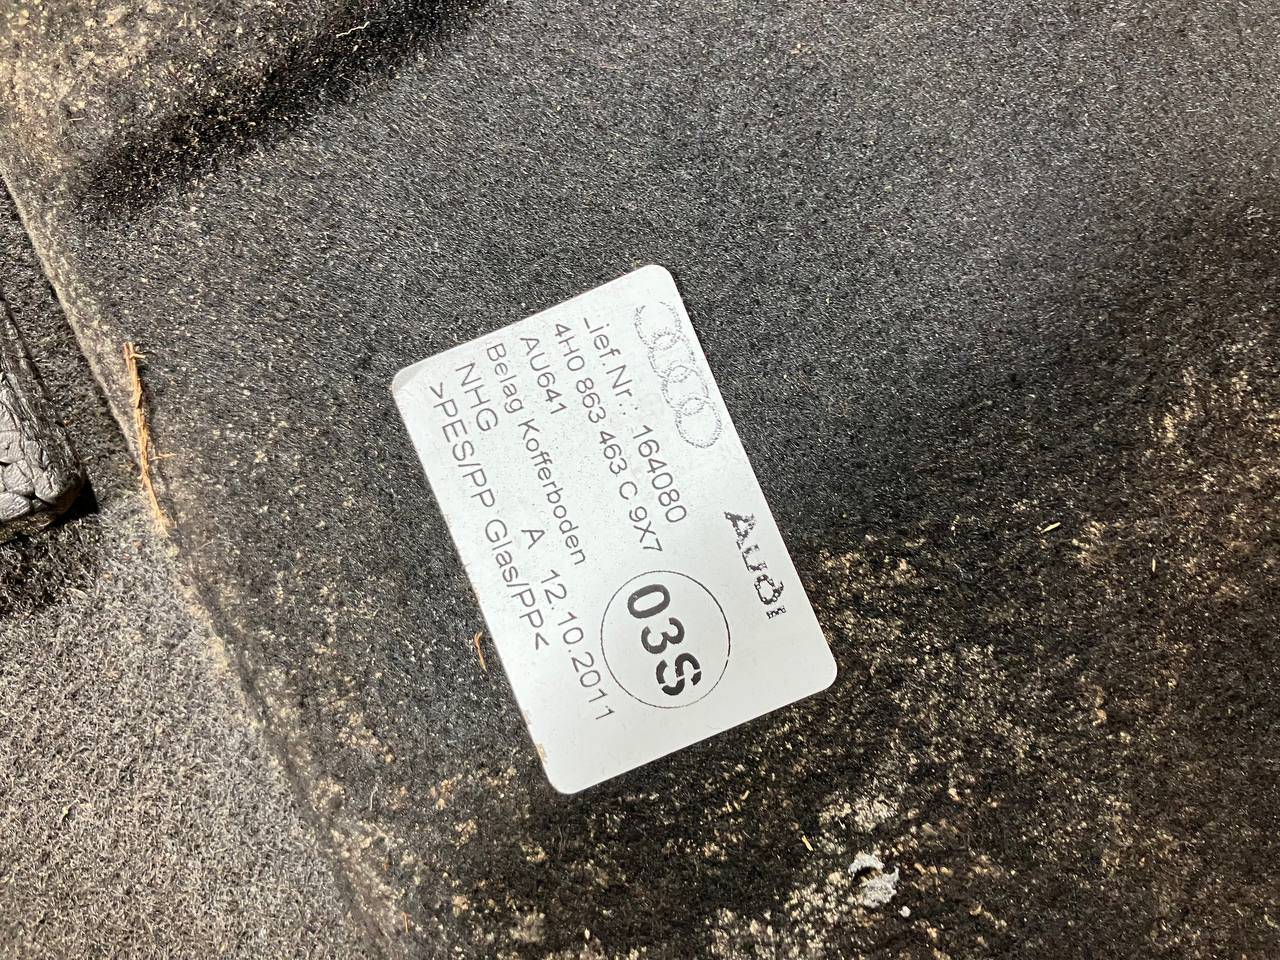 Audi
Lief.Nr.: 164080
4H0 863 463 C 9X7
AU641
03S
Belag Kofferboden
NHG A 12.10.2011
>PES/PP Glas/PP<